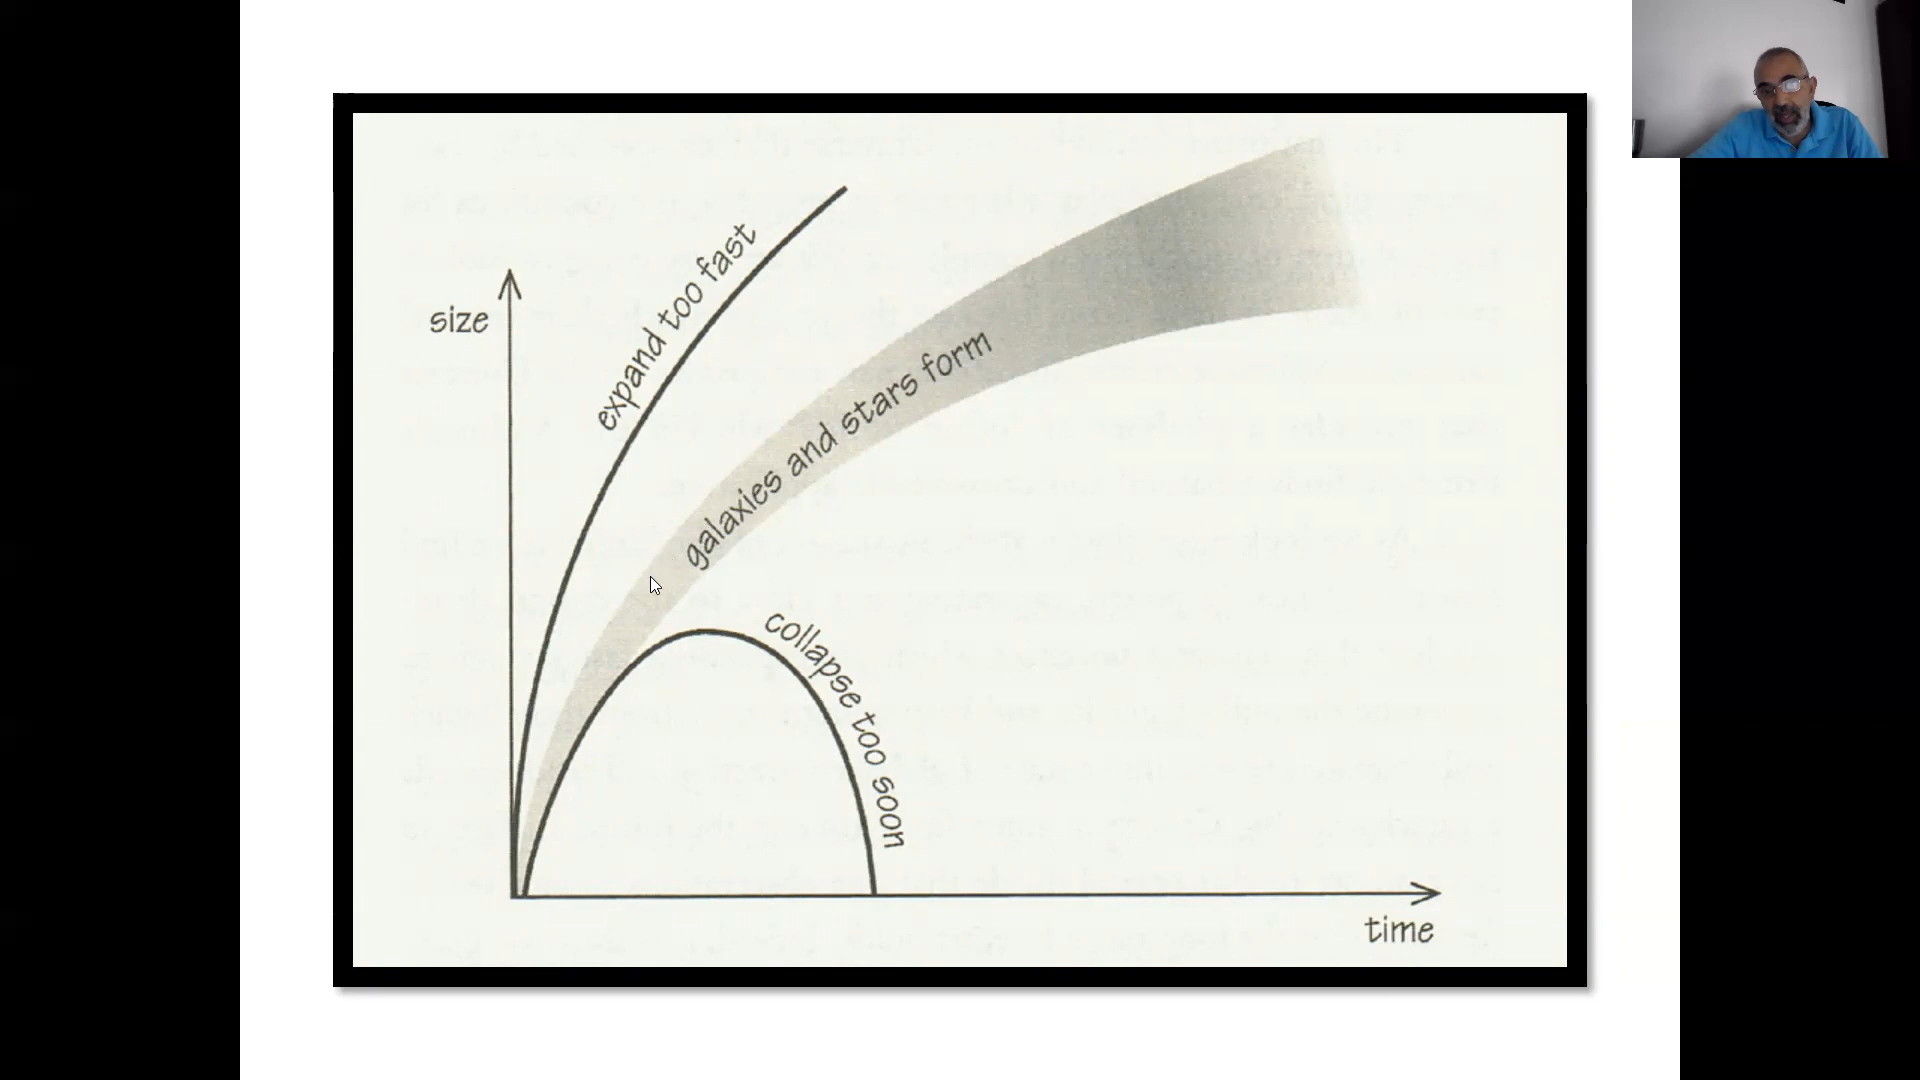 expand too fast
size
galaxies and stars form
collapse too soon
time